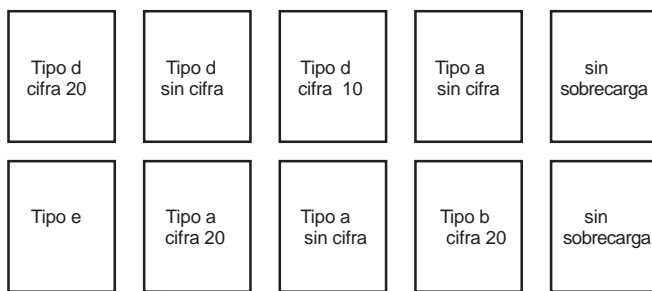 Tipo d
cifra 20
Tipo d
sin cifra
Tipo d
cifra 10
Tipo a
sin cifra
sin
sobrecarga
Tipo e
Tipo a
cifra 20
Tipo a
sin cifra
Tipo b
cifra 20
sin
sobrecarga